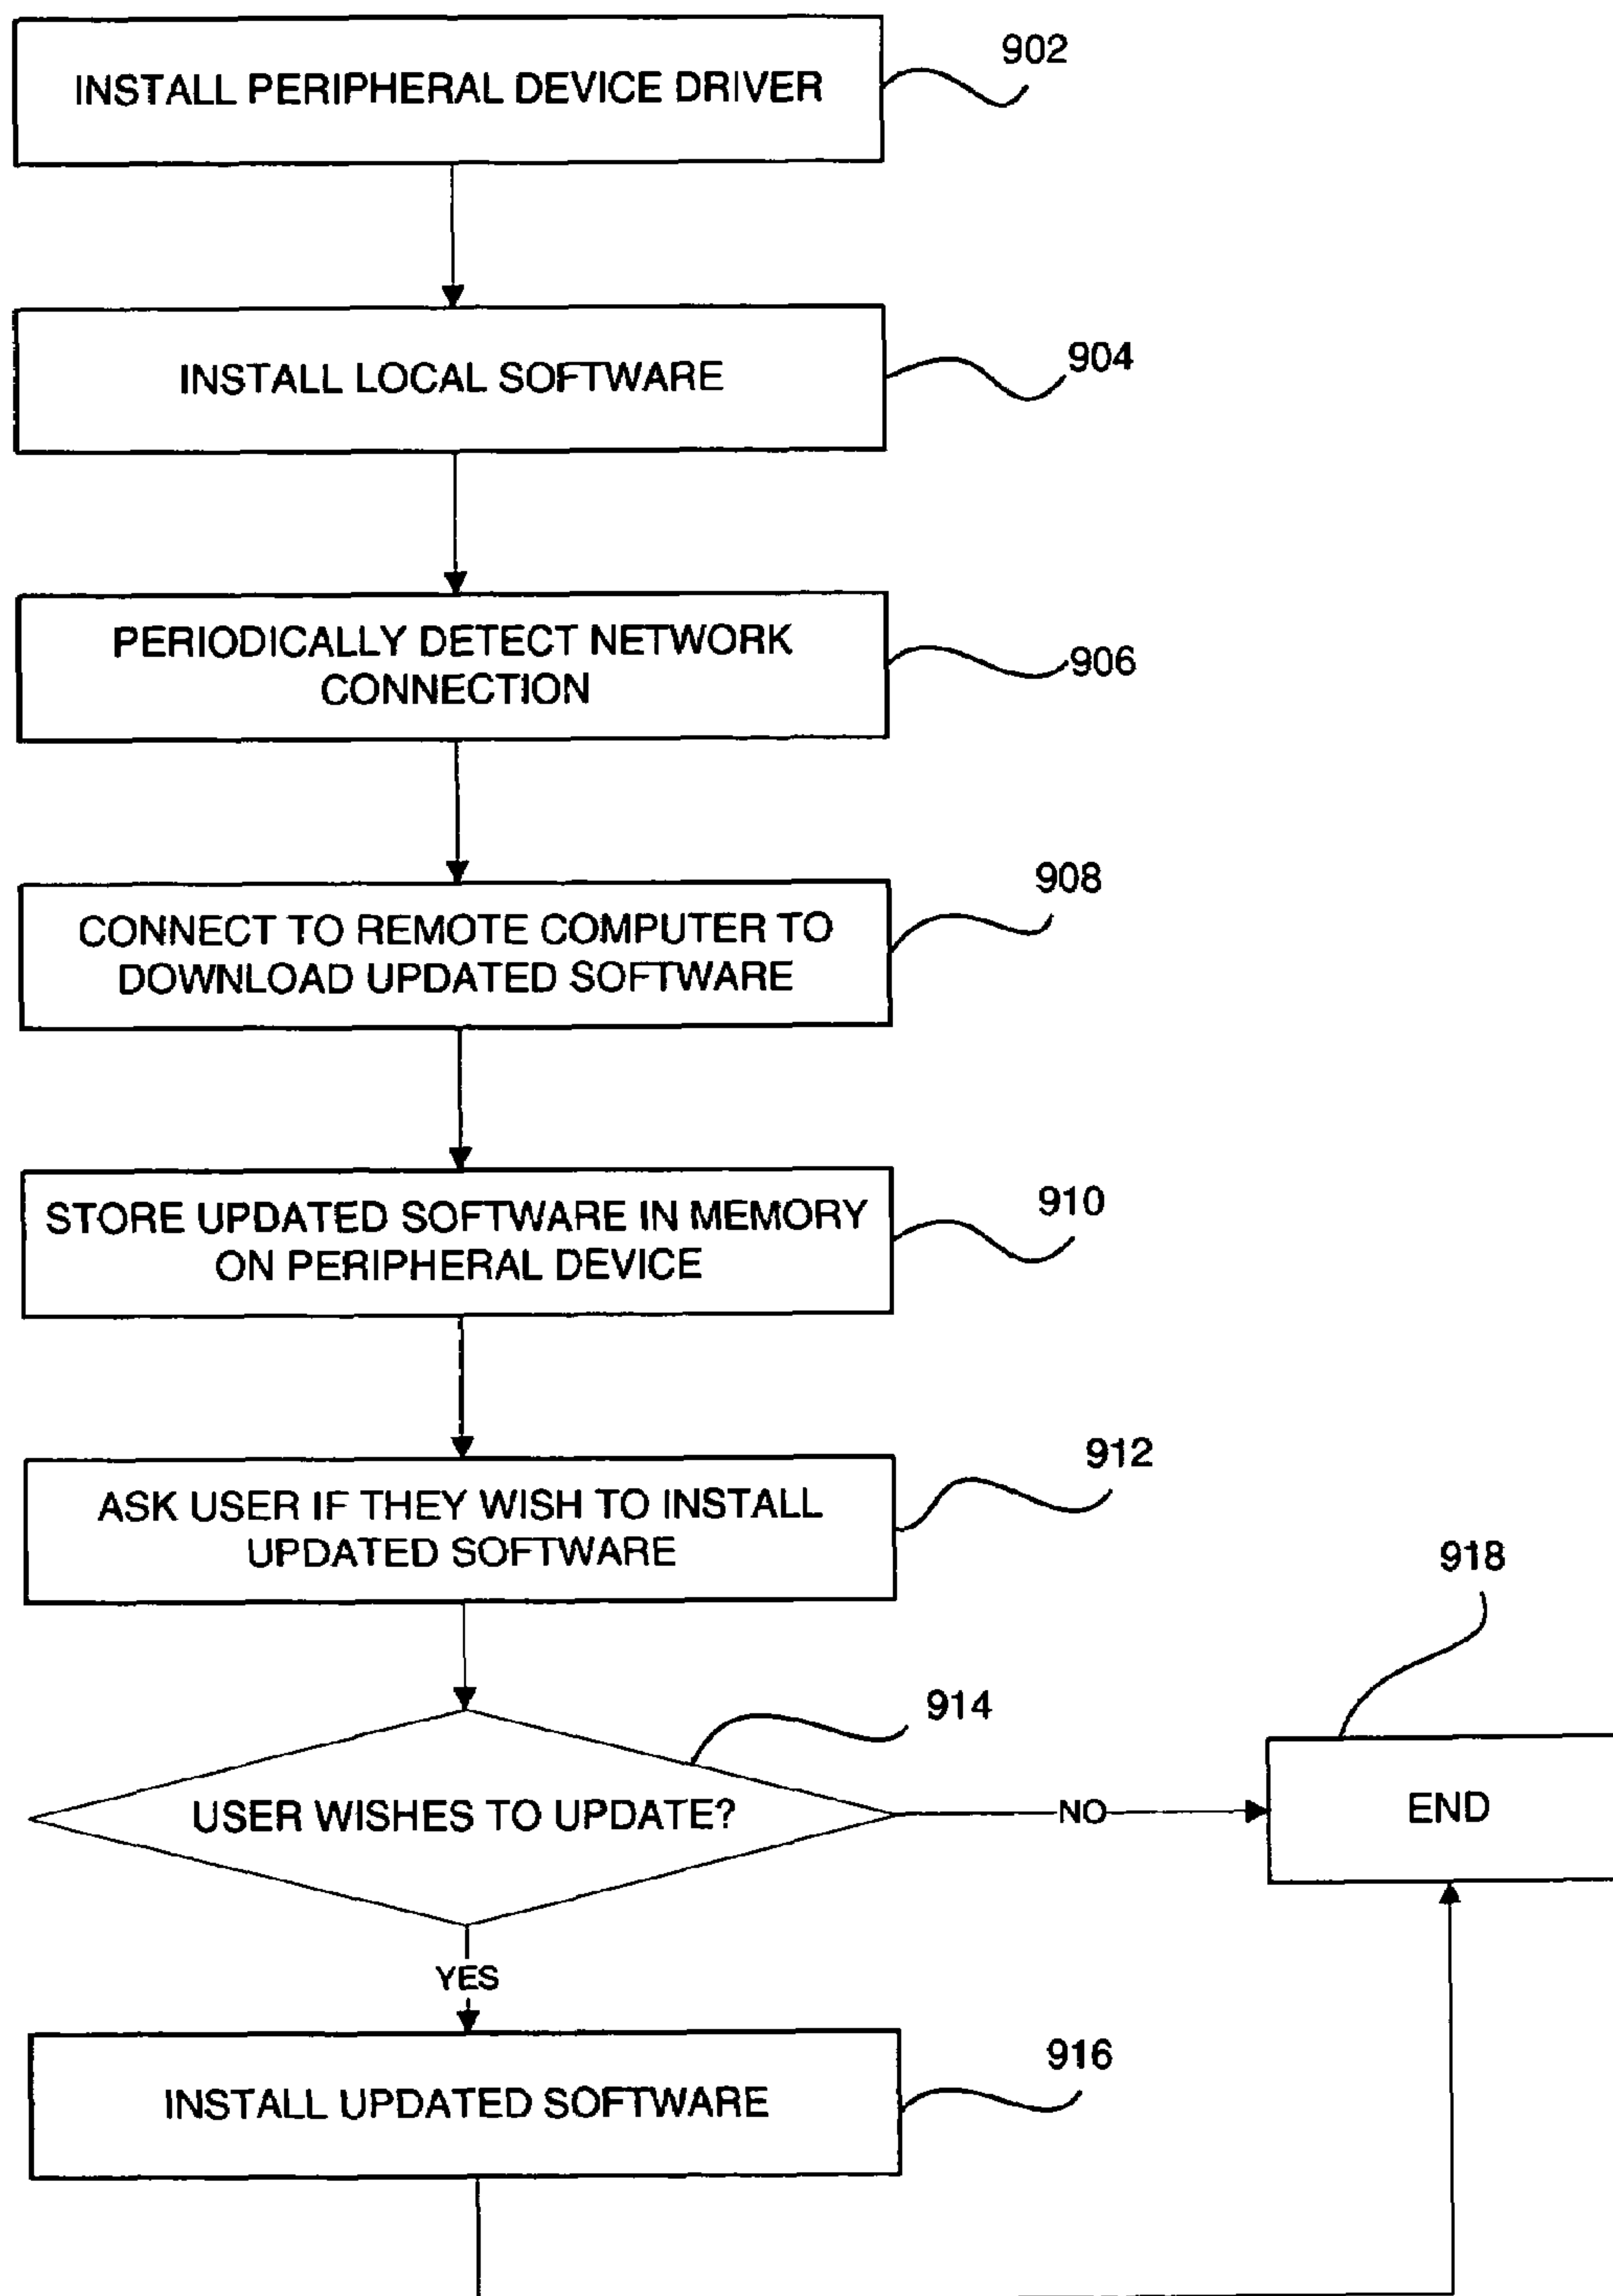 INSTALL PERIPHERAL DEVICE DRIVER
902
INSTALL LOCAL SOFTWARE
904
PERIODICALLY DETECT NETWORK
CONNECTION
906
CONNECT TO REMOTE COMPUTER TO
DOWNLOAD UPDATED SOFTWARE
908
STORE UPDATED SOFTWARE IN MEMORY
ON PERIPHERAL DEVICE
910
ASK USER IF THEY WISH TO INSTALL
UPDATED SOFTWARE
912
USER WISHES TO UPDATE?
914
NO
END
918
YES
INSTALL UPDATED SOFTWARE
916